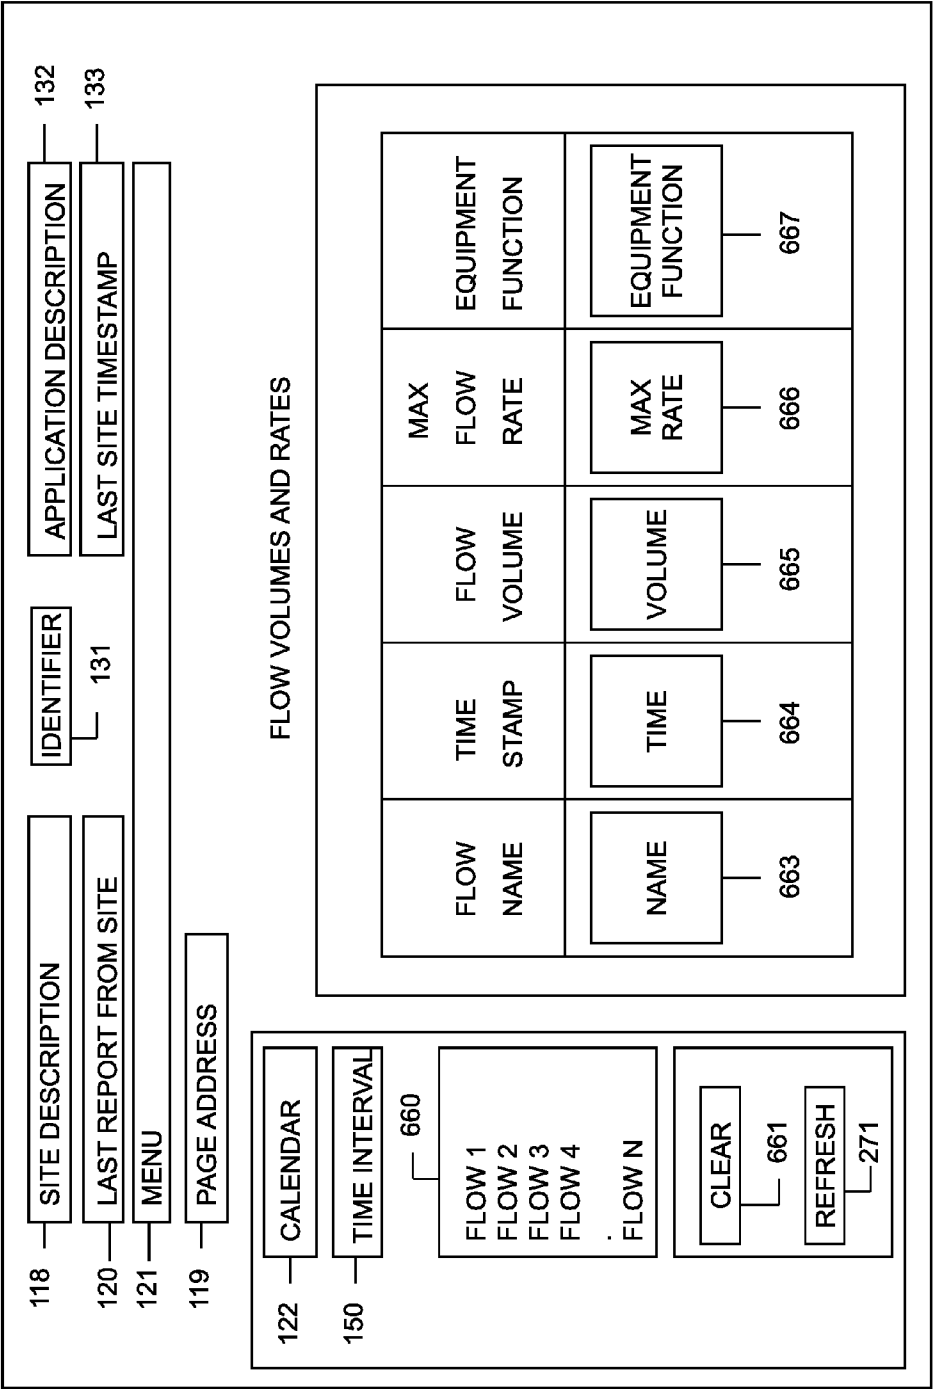 118
SITE DESCRIPTION
IDENTIFIER
131
APPLICATION DESCRIPTION
132
120
LAST REPORT FROM SITE
LAST SITE TIMESTAMP
133
121
MENU
119
PAGE ADDRESS
FLOW VOLUMES AND RATES
122
CALENDAR
150
TIME INTERVAL
660
FLOW 1
FLOW 2
FLOW 3
FLOW 4
.
FLOW N
CLEAR
661
REFRESH
271
FLOW
NAME
TIME
STAMP
FLOW
VOLUME
MAX
FLOW
RATE
EQUIPMENT
FUNCTION
NAME
TIME
VOLUME
MAX
RATE
EQUIPMENT
FUNCTION
663
664
665
666
667